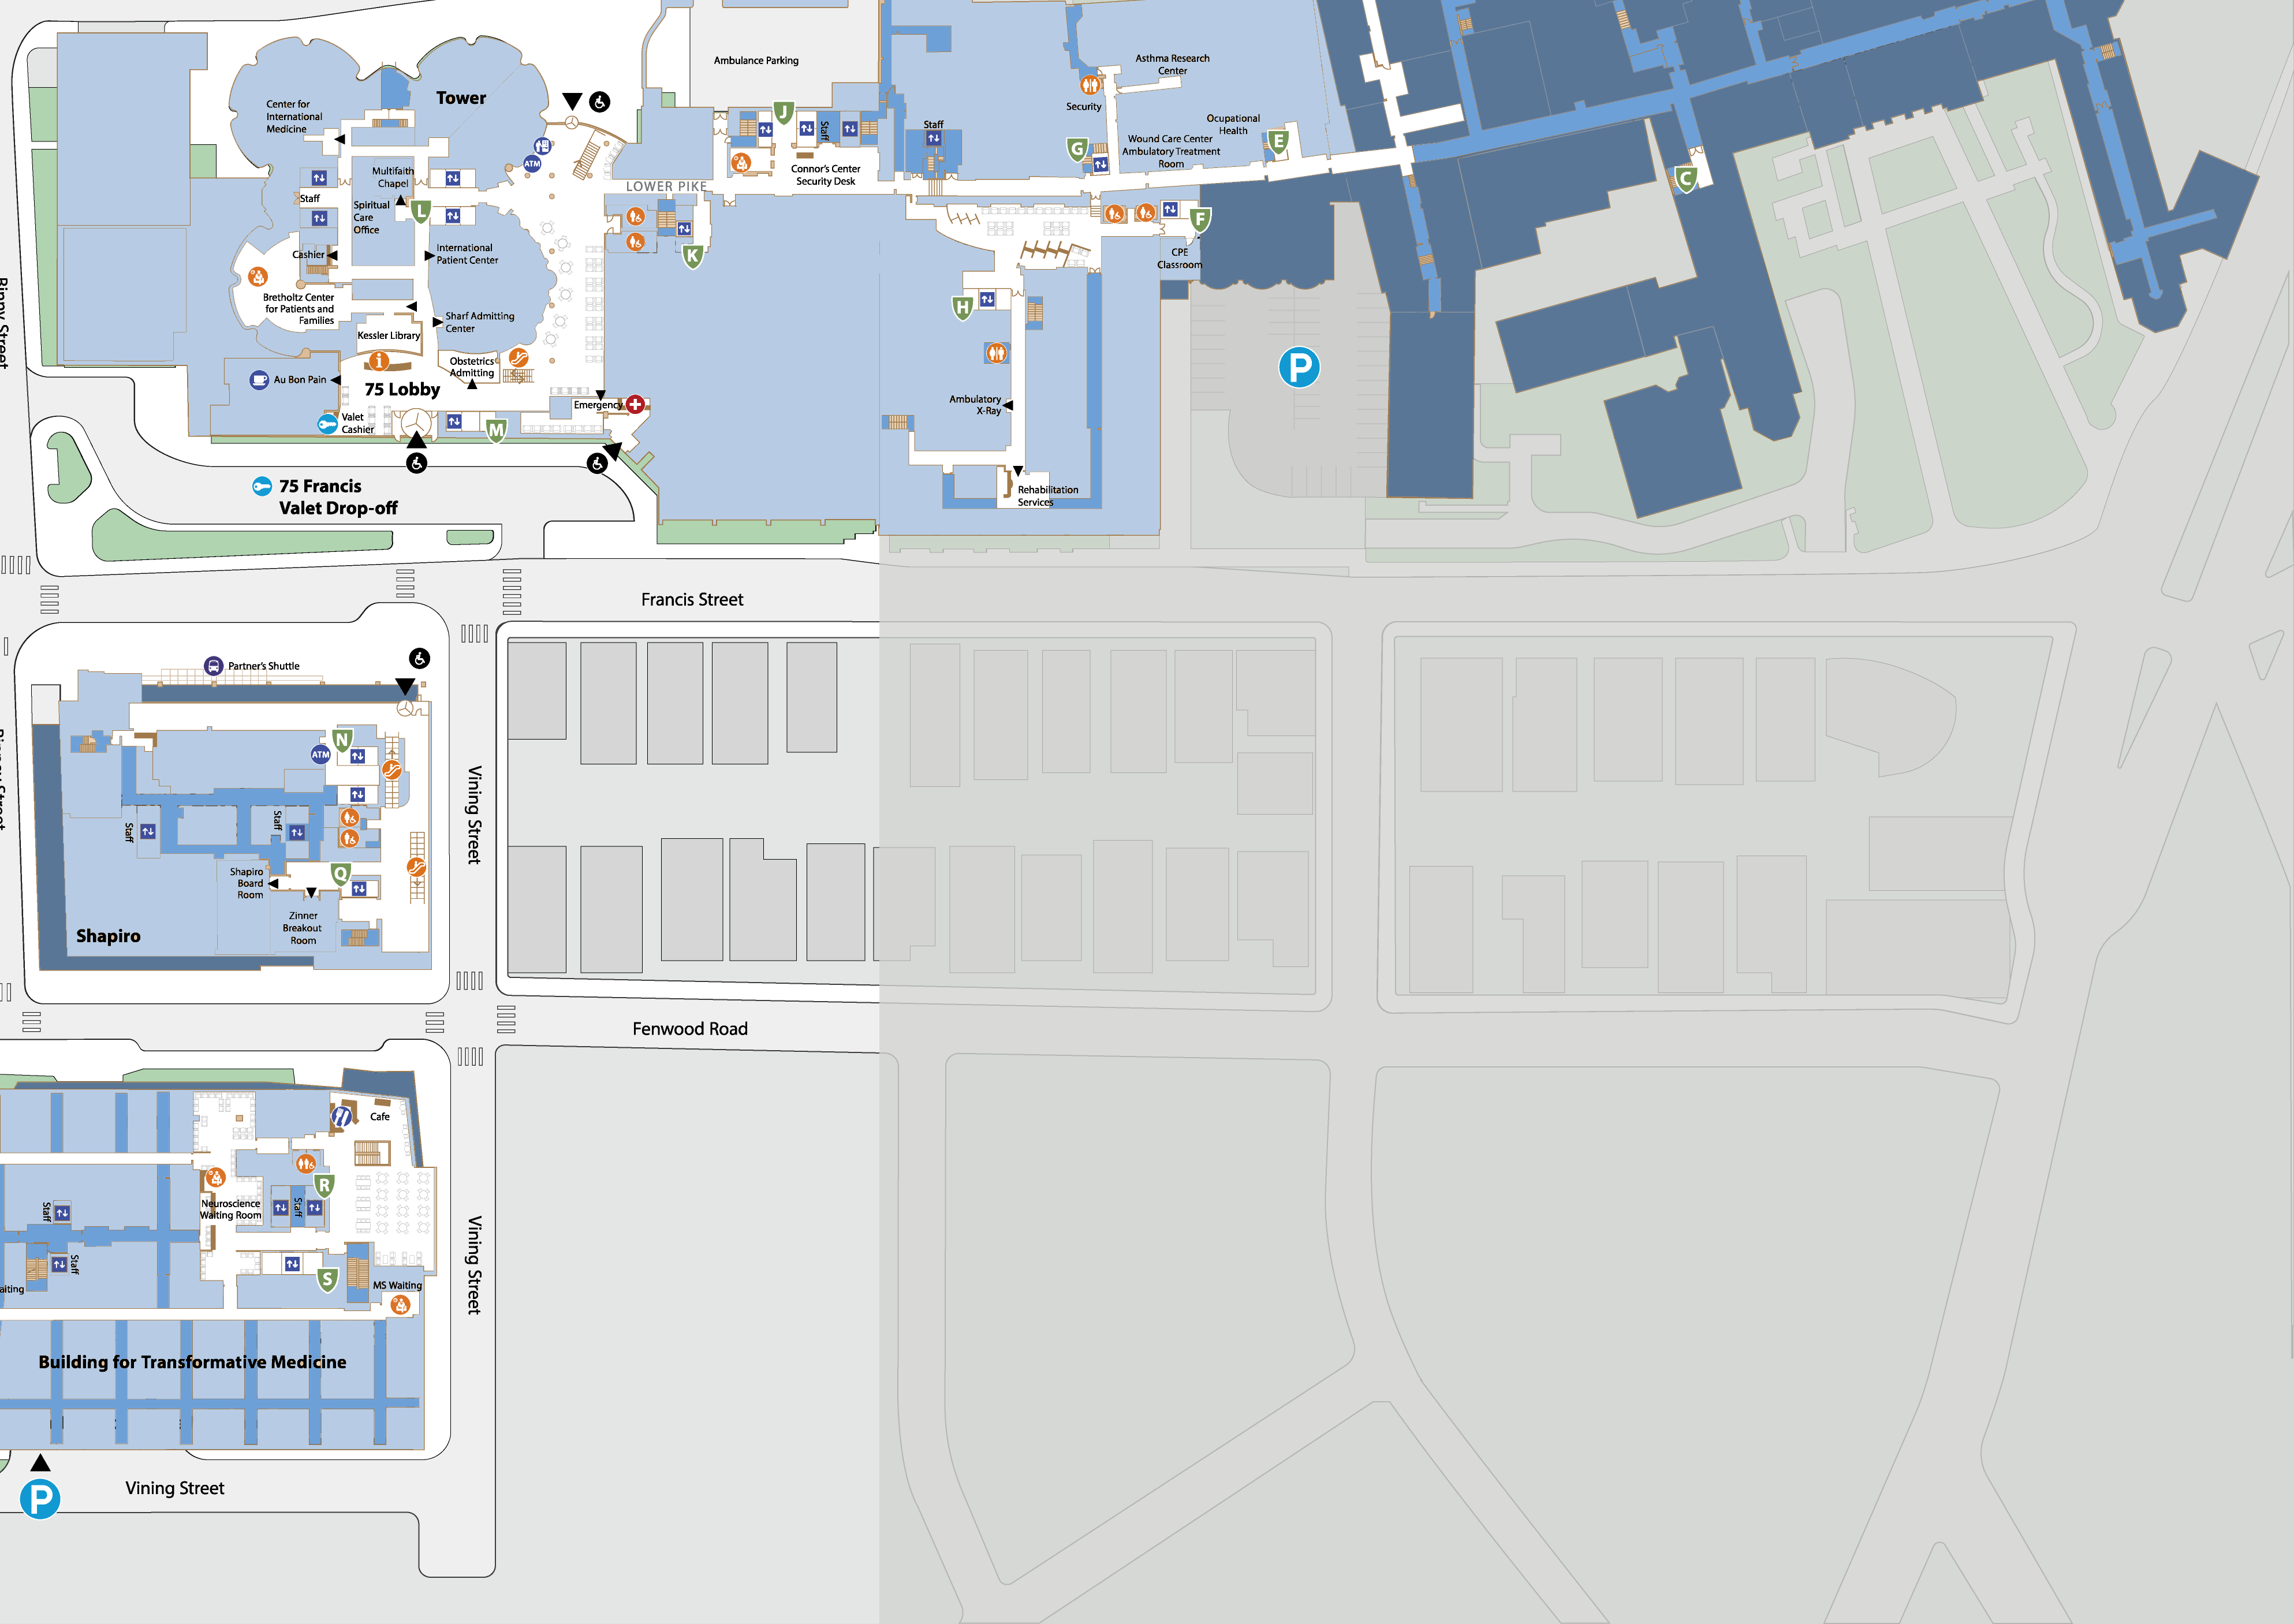 Ambulance Parking
Asthma Research
Center
Tower
Center for
International
Medicine
Security
Ocupational
Health
Staff
Staff
J
G
E
Wound Care Center
Ambulatory Treatment
Room
ATM
Multifaith
Chapel
Connor's Center
Security Desk
C
LOWER PIKE
Staff
L
Spiritual
Care
Office
F
K
International
Patient Center
Cashier
CPE
Classroom
Bretholtz Center
for Patients and
Families
H
Sharf Admitting
Center
Kessler Library
i
Obstetrics
Admitting
P
Au Bon Pain
75 Lobby
Emergency
Ambulatory
X-Ray
Valet
Cashier
M
75 Francis
Valet Drop-off
Rehabilitation
Services
Francis Street
Partner's Shuttle
N
ATM
Vining Street
Staff
Staff
Q
Shapiro
Board
Room
Zinner
Breakout
Room
Shapiro
Fenwood Road
Cafe
R
Neuroscience
Waiting Room
Staff
Staff
Staff
S
MS Waiting
aiting
Vining Street
Building for Transformative Medicine
Vining Street
P